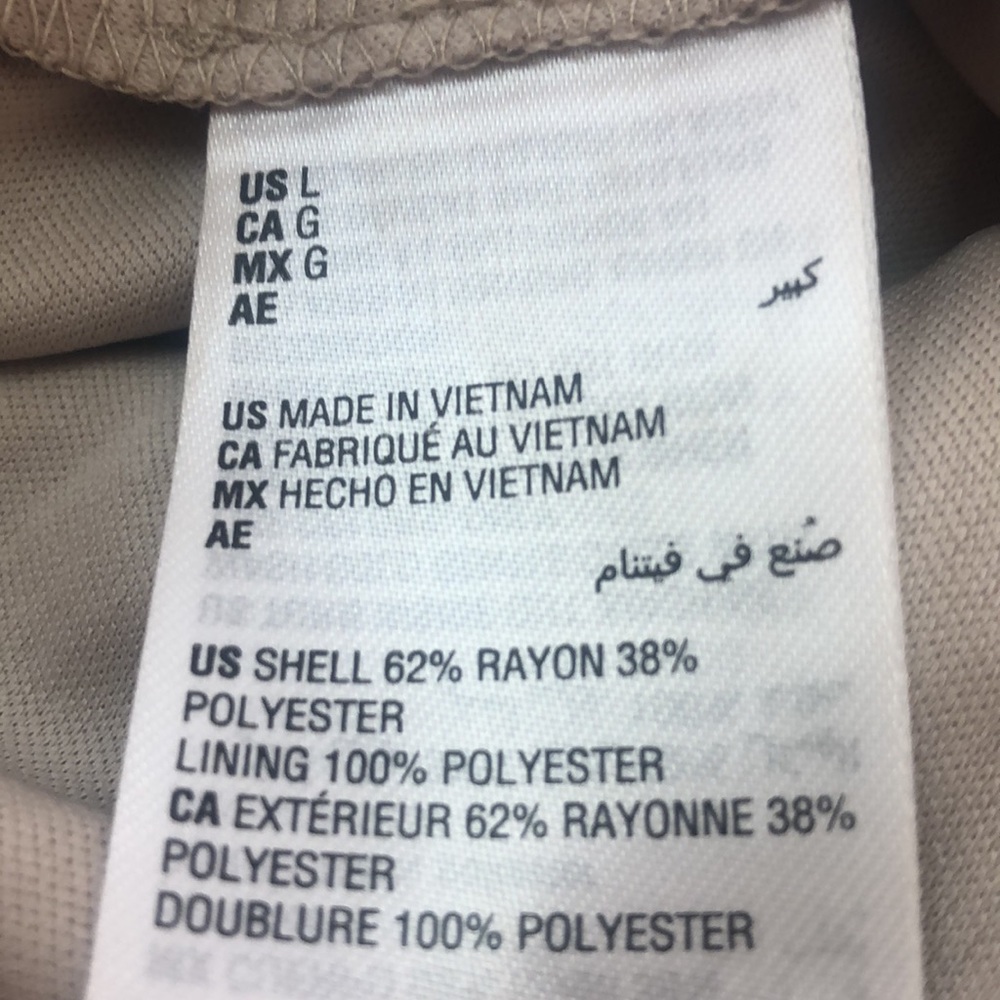 US L
CA G
MX G
AE
كبير
US MADE IN VIETNAM
CA FABRIQUÉ AU VIETNAM
MX HECHO EN VIETNAM
AE
صُنع في فيتنام
US SHELL 62% RAYON 38%
POLYESTER
LINING 100% POLYESTER
CA EXTÉRIEUR 62% RAYONNE 38%
POLYESTER
DOUBLURE 100% POLYESTER